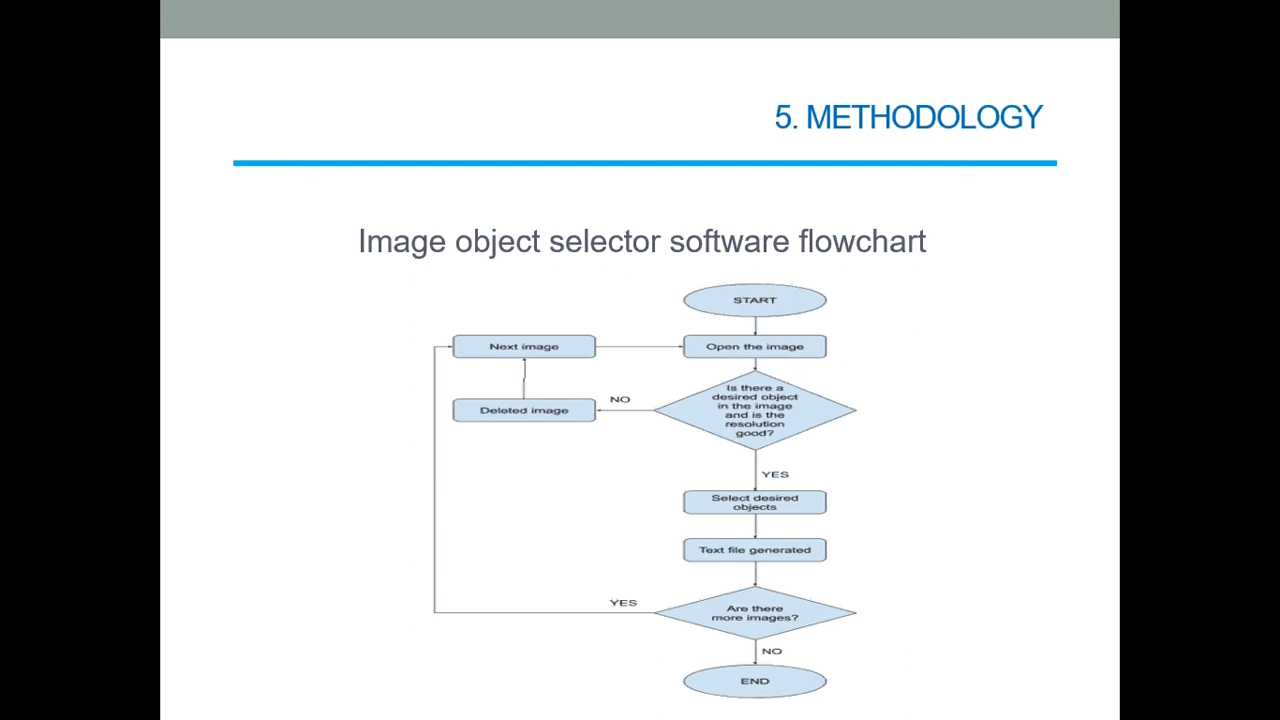 5. METHODOLOGY
Image object selector software flowchart
START
Next image
Open the image
Is there a
desired object
in the image
and is the
resolution
good?
NO
Deleted image
YES
Select desired
objects
Text file generated
YES
Are there
more images?
NO
END